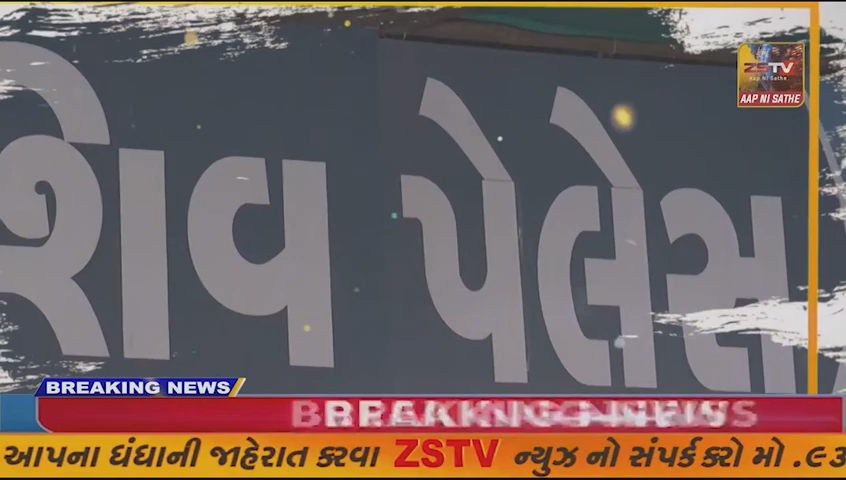 શિવ પેલેસ
ZSTV
Aap Ni Sathe
AAP NI SATHE
BREAKING NEWS
BREAKING NEWS
આપના ધંધાની જાહેરાત કરવા ZSTV ન્યુઝ નો સંપર્ક કરો મો .૯૩